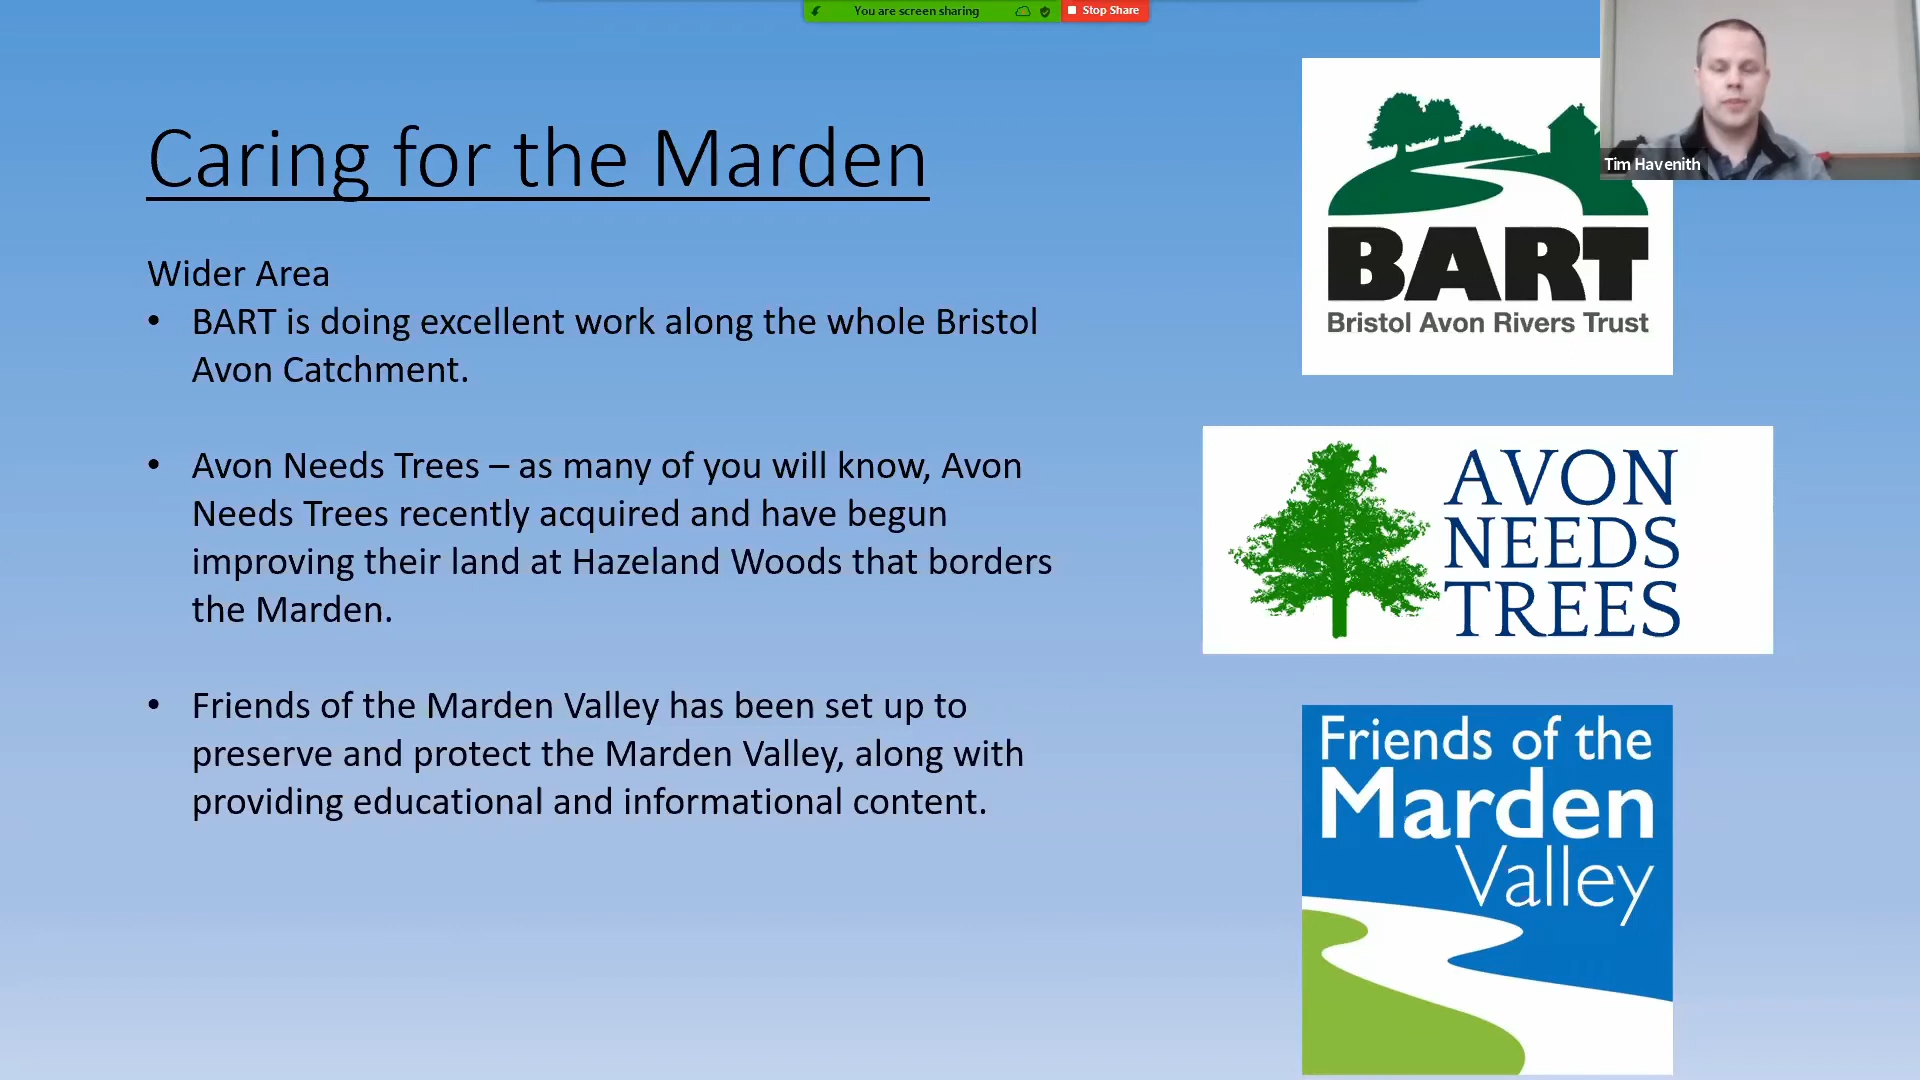 You are screen sharing
Stop Share
Tim Havenith
Caring for the Marden
Wider Area
• BART is doing excellent work along the whole Bristol
Avon Catchment.
• Avon Needs Trees – as many of you will know, Avon
Needs Trees recently acquired and have begun
improving their land at Hazeland Woods that borders
the Marden.
• Friends of the Marden Valley has been set up to
preserve and protect the Marden Valley, along with
providing educational and informational content.
BART
Bristol Avon Rivers Trust
AVON
NEEDS
TREES
Friends of the
Marden
Valley